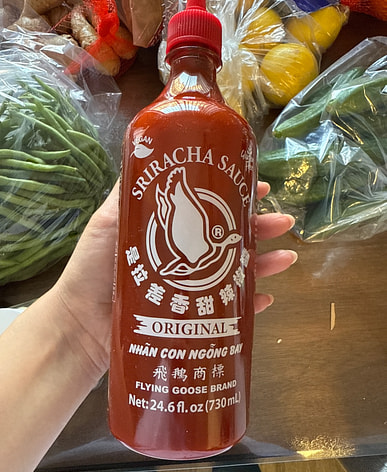 VEGAN
SRIRACHA SAUCE
®
是拉差香甜辣椒醬
ORIGINAL
NHÃN CON NGỖNG BAY
飛鵝商標
FLYING GOOSE BRAND
Net: 24.6 fl. oz (730 mL)